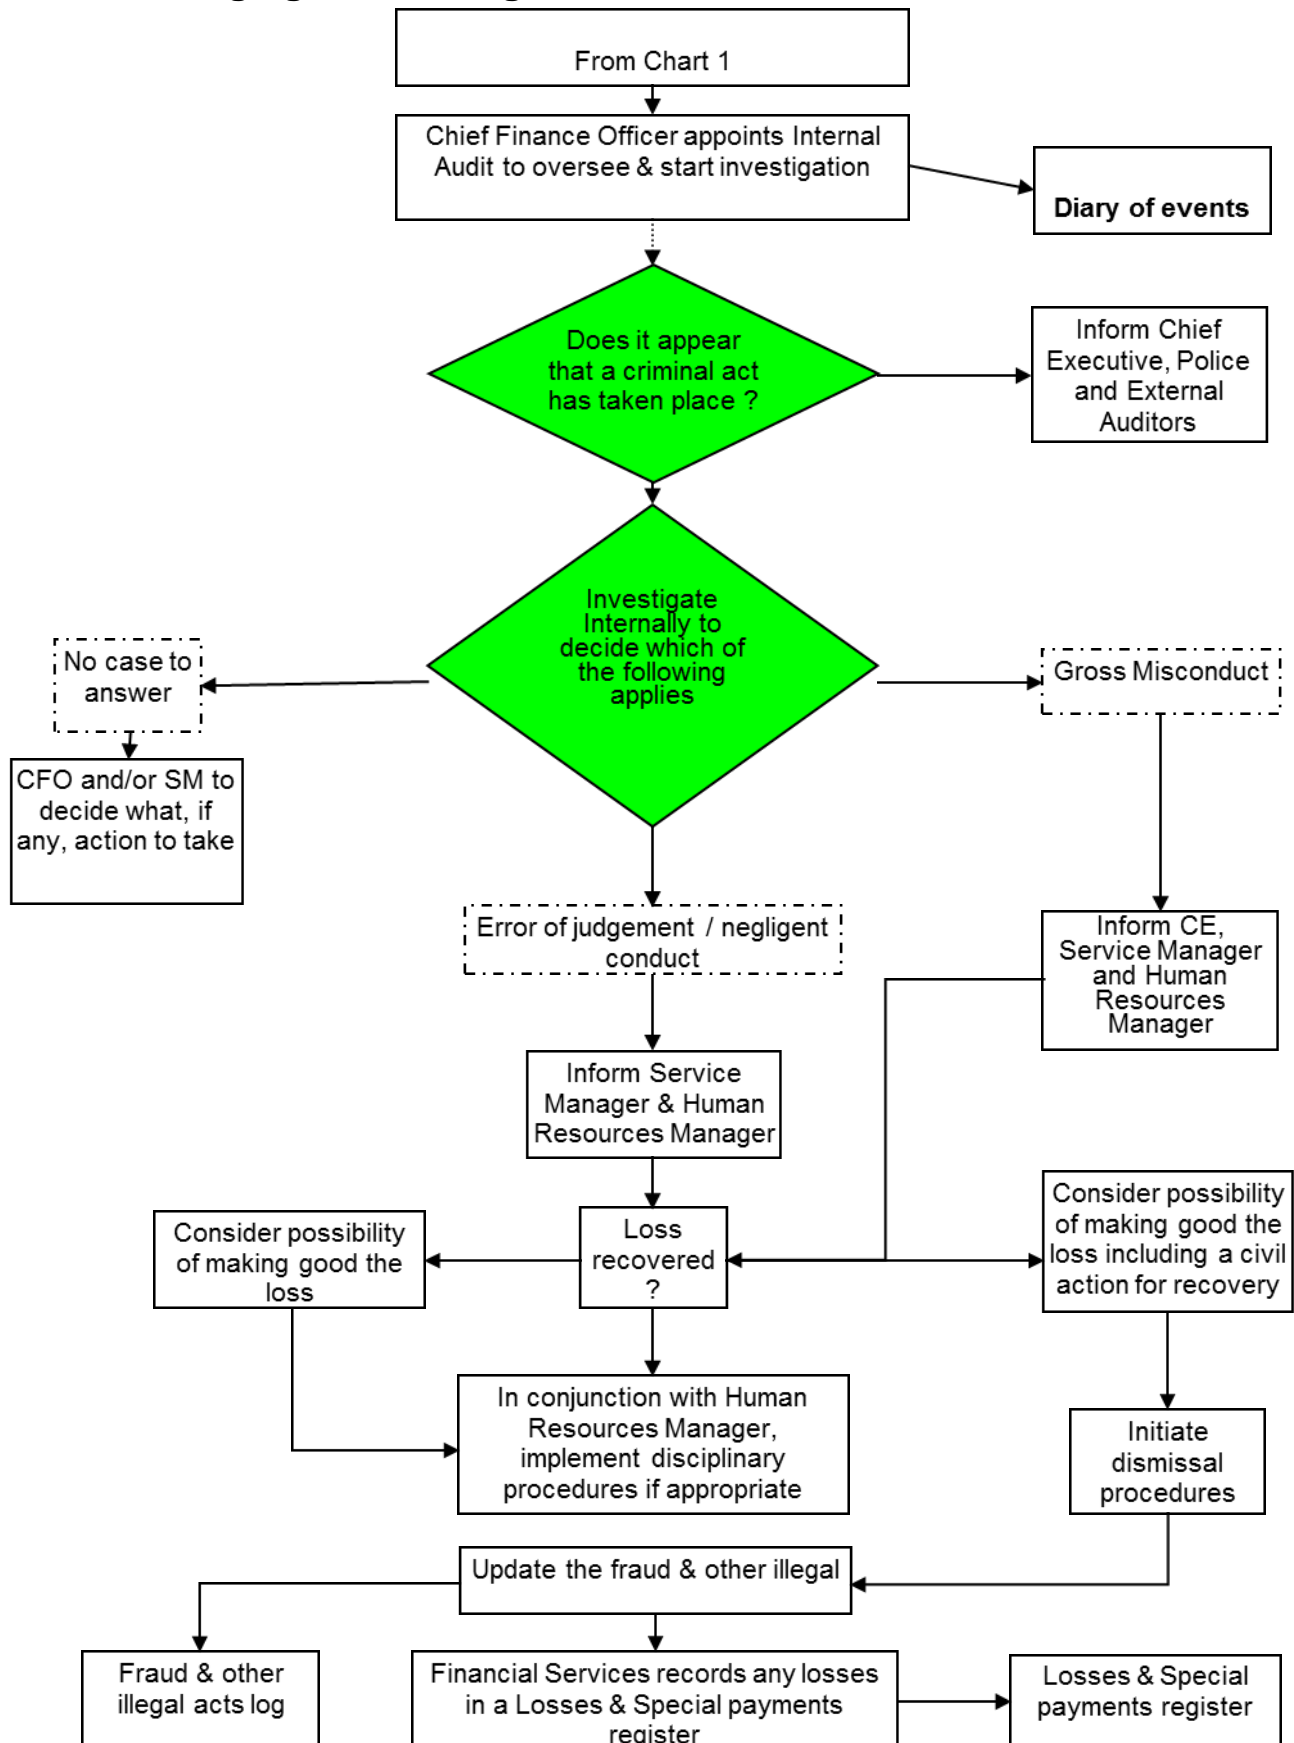 From Chart 1
Chief Finance Officer appoints Internal
Audit to oversee & start investigation
Diary of events
Does it appear
that a criminal act
has taken place ?
Inform Chief
Executive, Police
and External
Auditors
Investigate
Internally to
decide which of
the following
applies
No case to
answer
Gross Misconduct
CFO and/or SM to
decide what, if
any, action to take
Error of judgement / negligent
conduct
Inform CE,
Service Manager
and Human
Resources
Manager
Inform Service
Manager & Human
Resources Manager
Consider possibility
of making good the
loss
Loss
recovered
?
Consider possibility
of making good the
loss including a civil
action for recovery
In conjunction with Human
Resources Manager,
implement disciplinary
procedures if appropriate
Initiate
dismissal
procedures
Update the fraud & other illegal
Fraud & other
illegal acts log
Financial Services records any losses
in a Losses & Special payments
register
Losses & Special
payments register